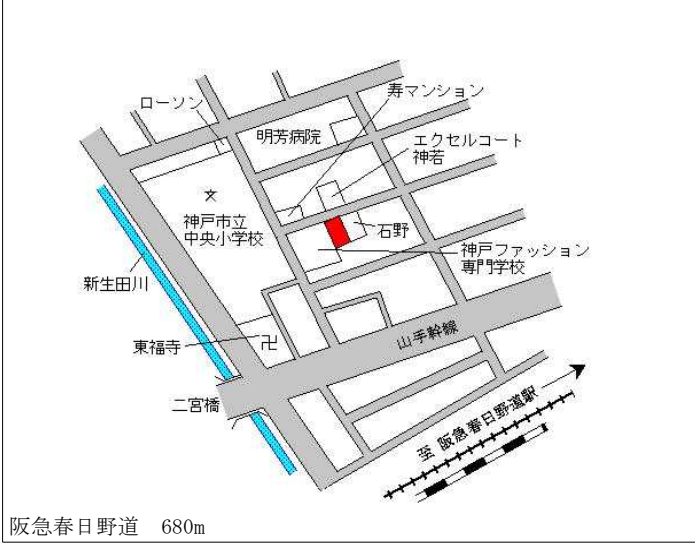 ローソン
寿マンション
明芳病院
エクセルコート
神若
文
神戸市立
中央小学校
石野
神戸ファッション
専門学校
新生田川
東福寺
卍
山手幹線
二宮橋
至 阪急春日野道駅
阪急春日野道　680m